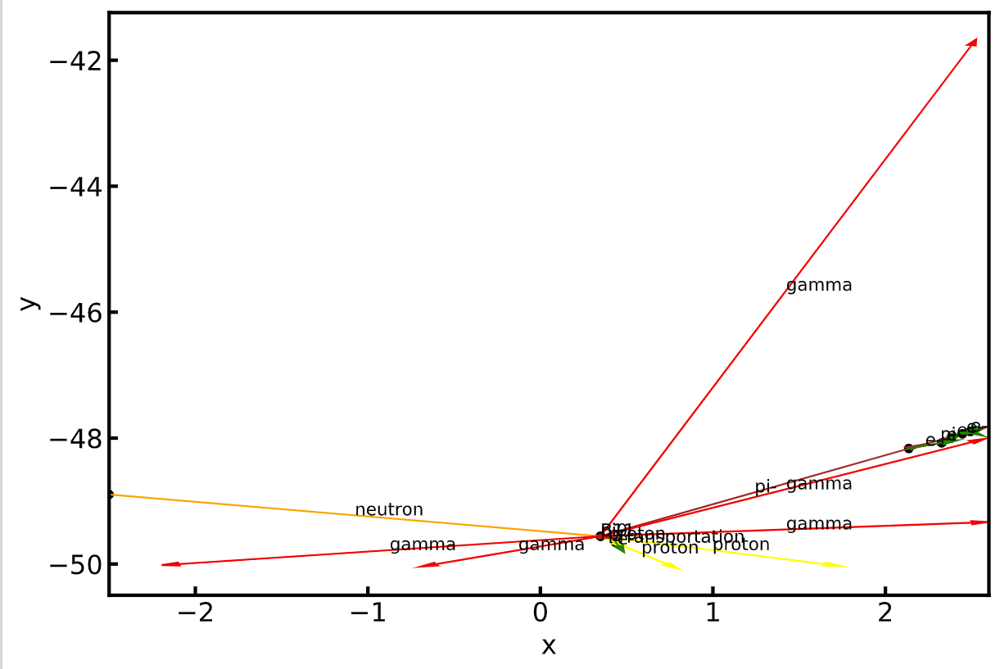 −42
−44
gamma
−46
y
−48
pi-
gamma
neutron
gamma
proton
Transportation
gamma
gamma
proton
proton
−50
−2
−1
0
1
2
x